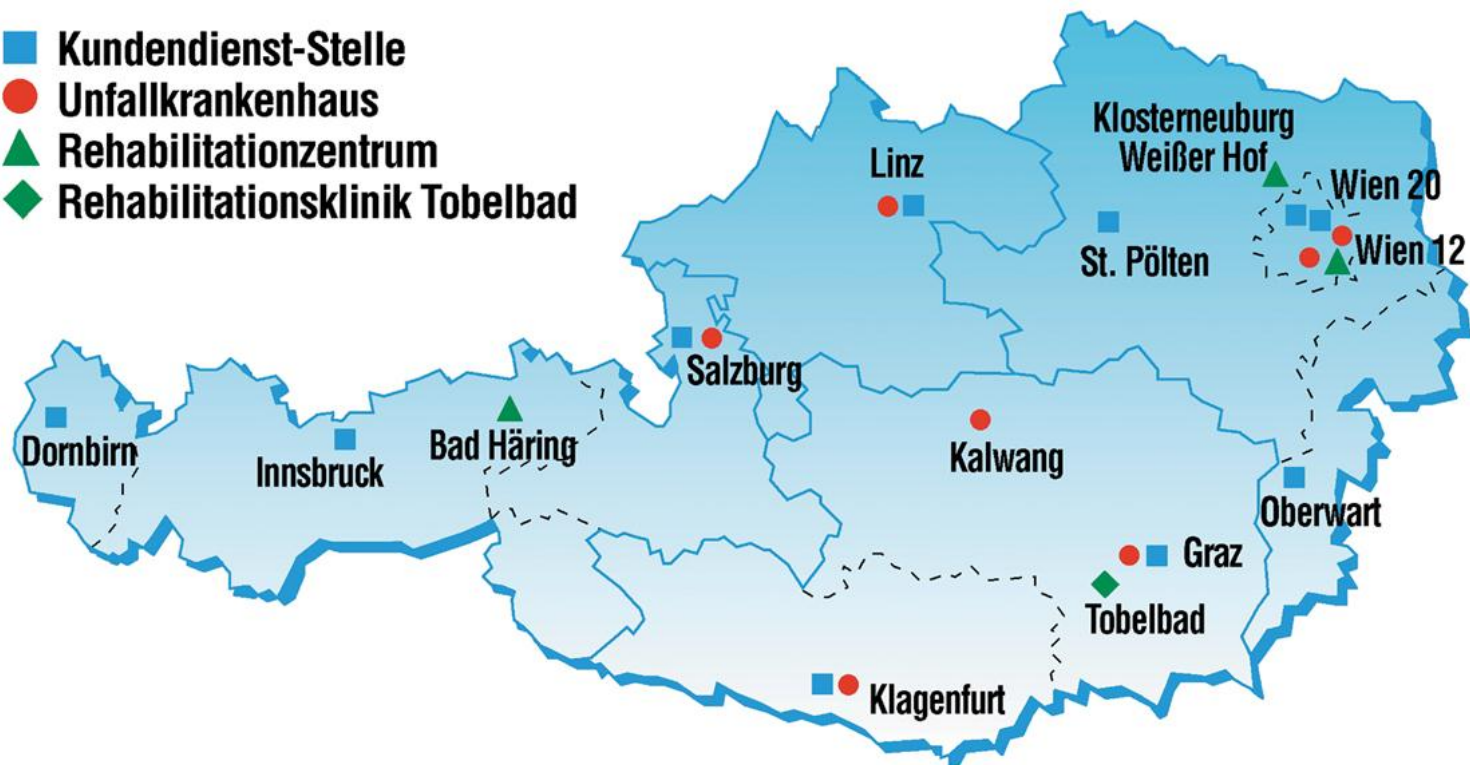 Kundendienst-Stelle
Unfallkrankenhaus
Rehabilitationzentrum
Rehabilitationsklinik Tobelbad
Klosterneuburg
Weißer Hof
Linz
Wien 20
St. Pölten
Wien 12
Salzburg
Dornbirn
Innsbruck
Bad Häring
Kalwang
Oberwart
Graz
Tobelbad
Klagenfurt